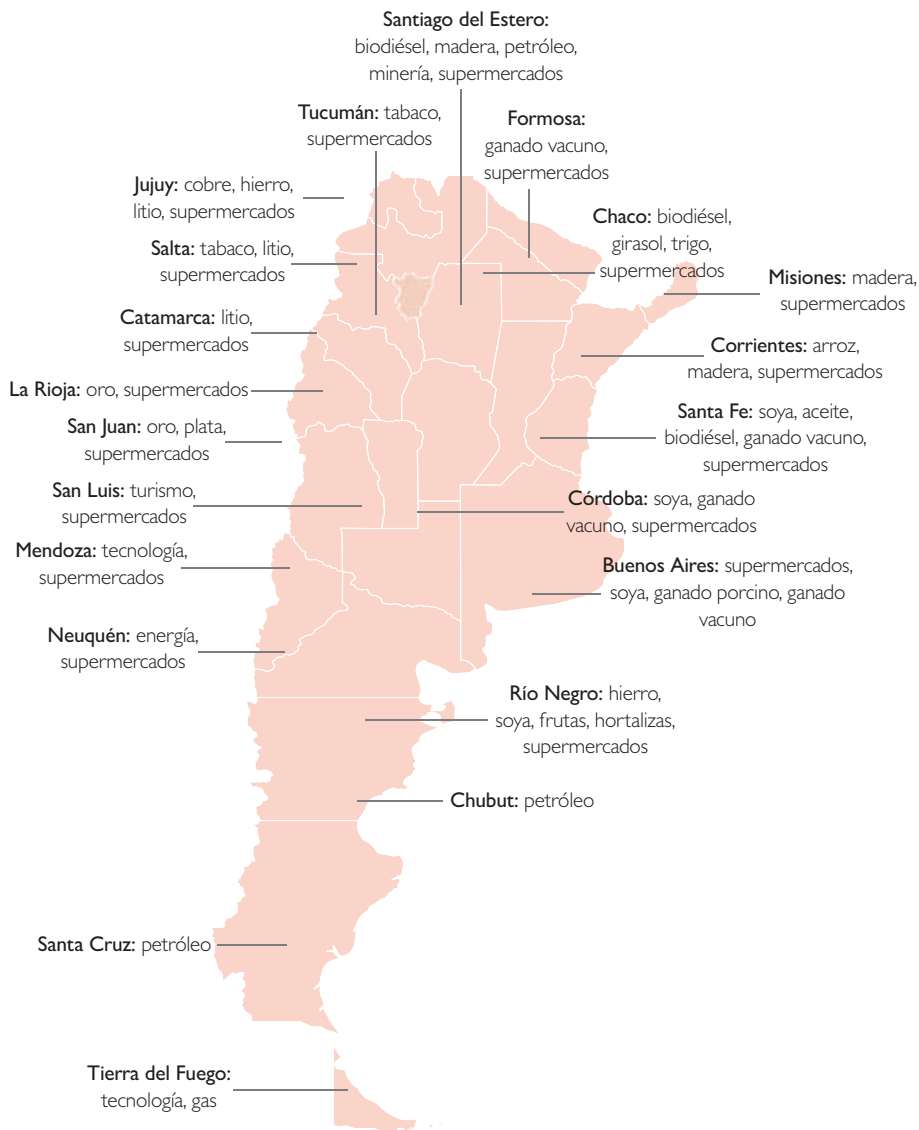 Santiago del Estero:
biodiésel, madera, petróleo,
minería, supermercados
Tucumán: tabaco,
supermercados
Formosa:
ganado vacuno,
supermercados
Jujuy: cobre, hierro,
litio, supermercados
Chaco: biodiésel,
girasol, trigo,
supermercados
Salta: tabaco, litio,
supermercados
Misiones: madera,
supermercados
Catamarca: litio,
supermercados
Corrientes: arroz,
madera, supermercados
La Rioja: oro, supermercados
Santa Fe: soya, aceite,
biodiésel, ganado vacuno,
supermercados
San Juan: oro, plata,
supermercados
San Luis: turismo,
supermercados
Córdoba: soya, ganado
vacuno, supermercados
Mendoza: tecnología,
supermercados
Buenos Aires: supermercados,
soya, ganado porcino, ganado
vacuno
Neuquén: energía,
supermercados
Río Negro: hierro,
soya, frutas, hortalizas,
supermercados
Chubut: petróleo
Santa Cruz: petróleo
Tierra del Fuego:
tecnología, gas